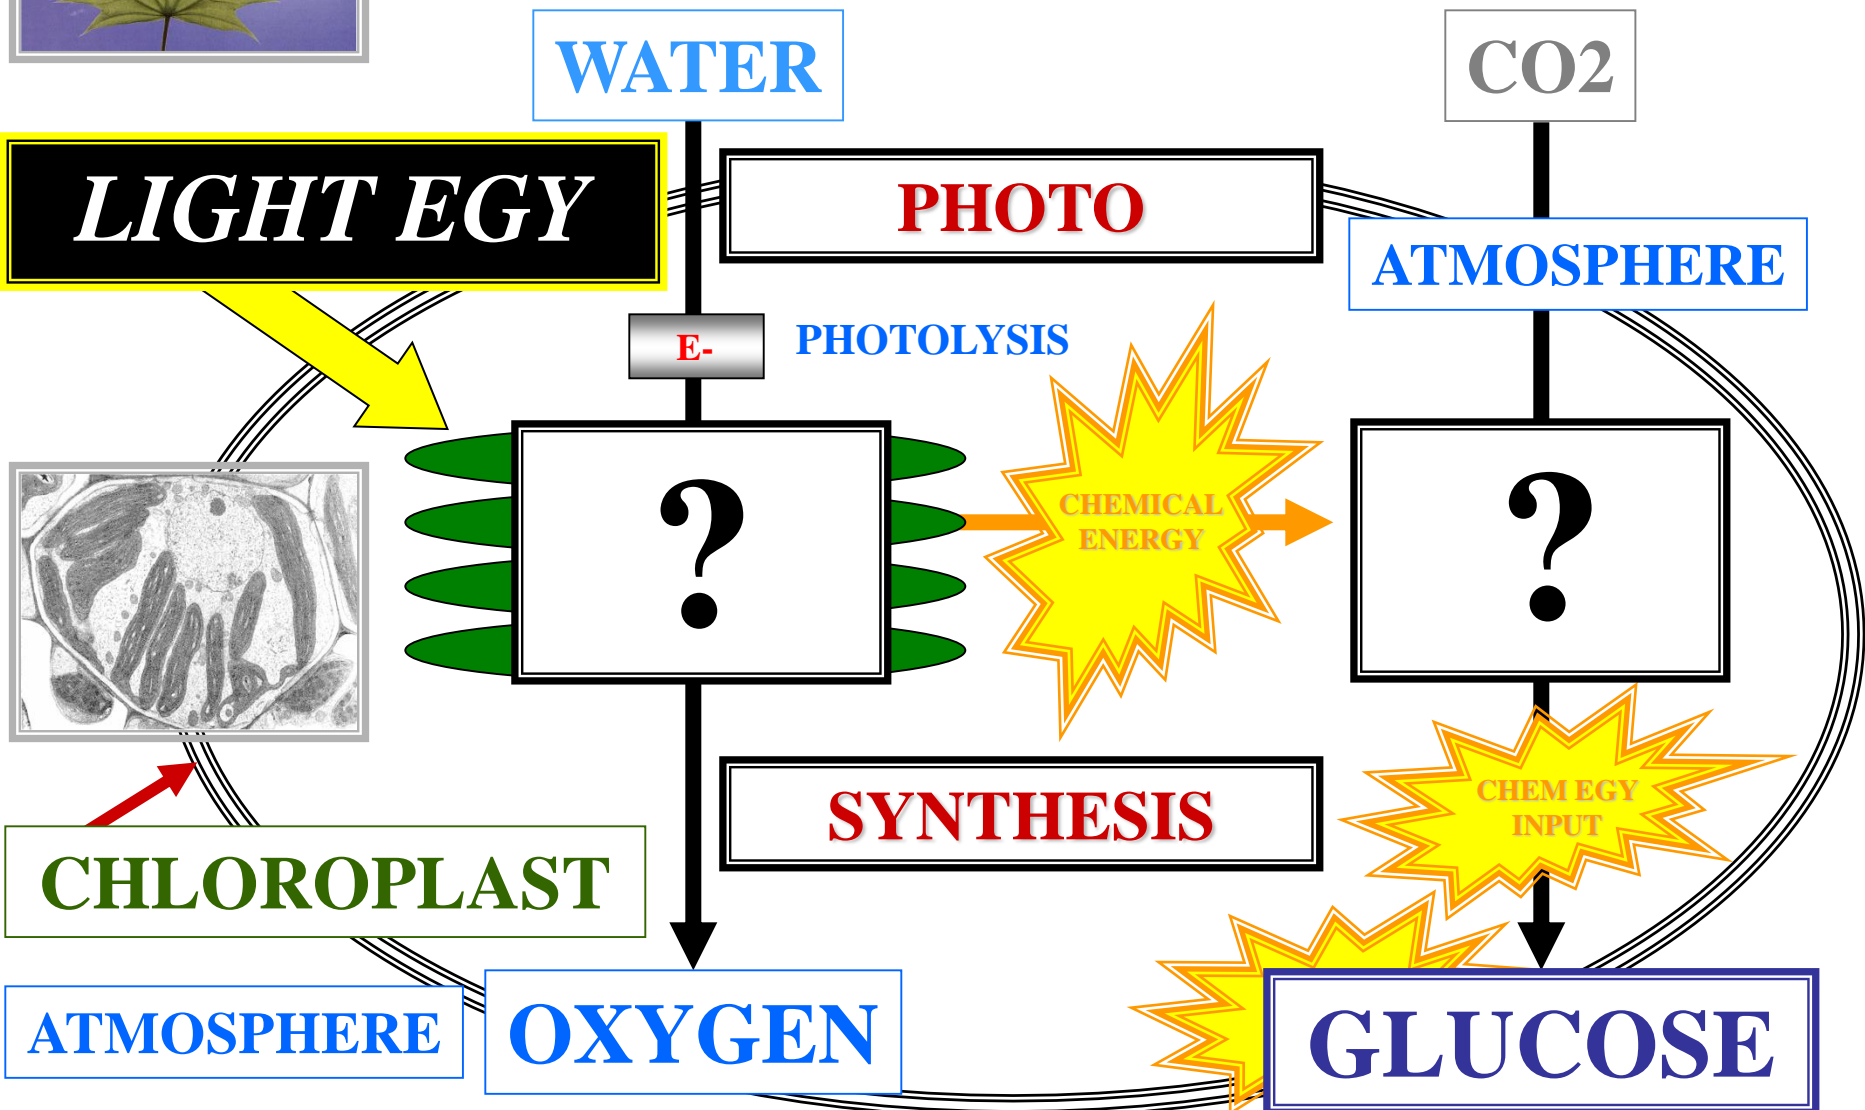 WATER
CO2
LIGHT EGY
PHOTO
ATMOSPHERE
E-
PHOTOLYSIS
?
CHEMICAL
ENERGY
?
SYNTHESIS
CHEM EGY
INPUT
CHLOROPLAST
ATMOSPHERE
OXYGEN
GLUCOSE